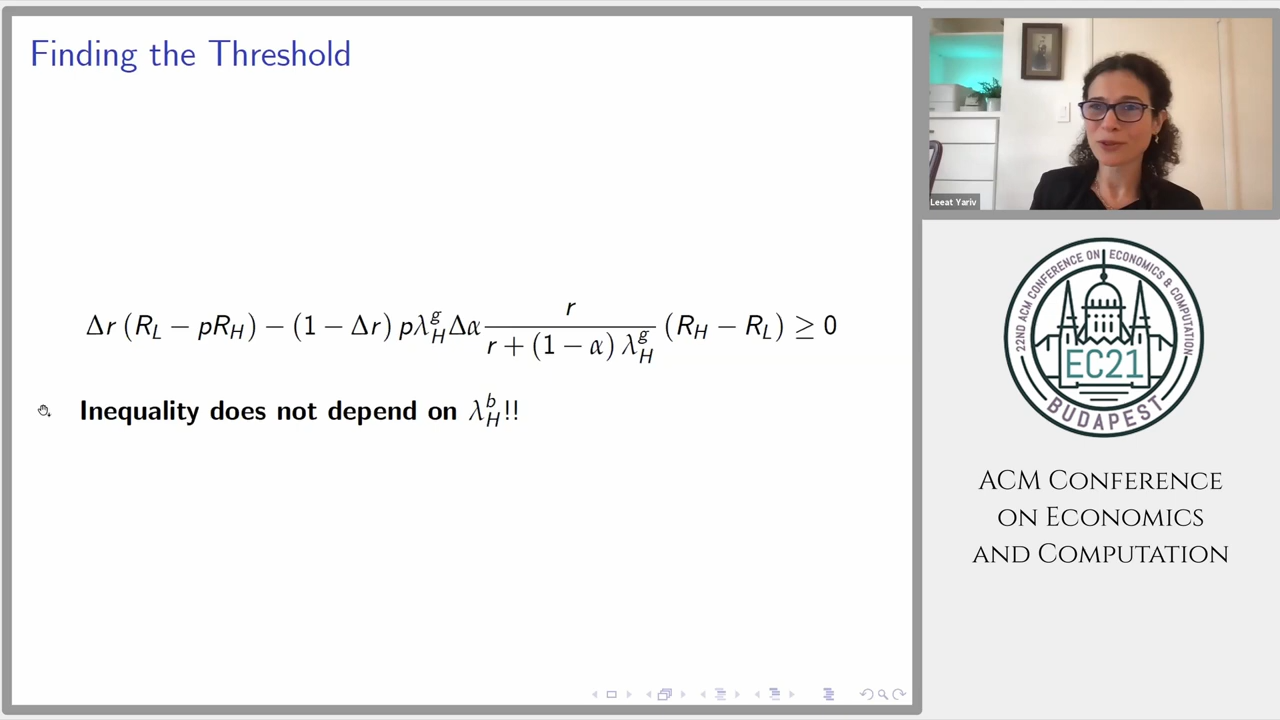 Finding the Threshold
Δr (R_L − pR_H) − (1 − Δr) pλ_H^g Δα r / (r + (1 − α) λ_H^g) (R_H − R_L) ≥ 0
Inequality does not depend on λ_H^b!!
Leeat Yariv
22ND ACM CONFERENCE ON ECONOMICS & COMPUTATION
EC21
BUDAPEST
ACM Conference
on Economics
and Computation